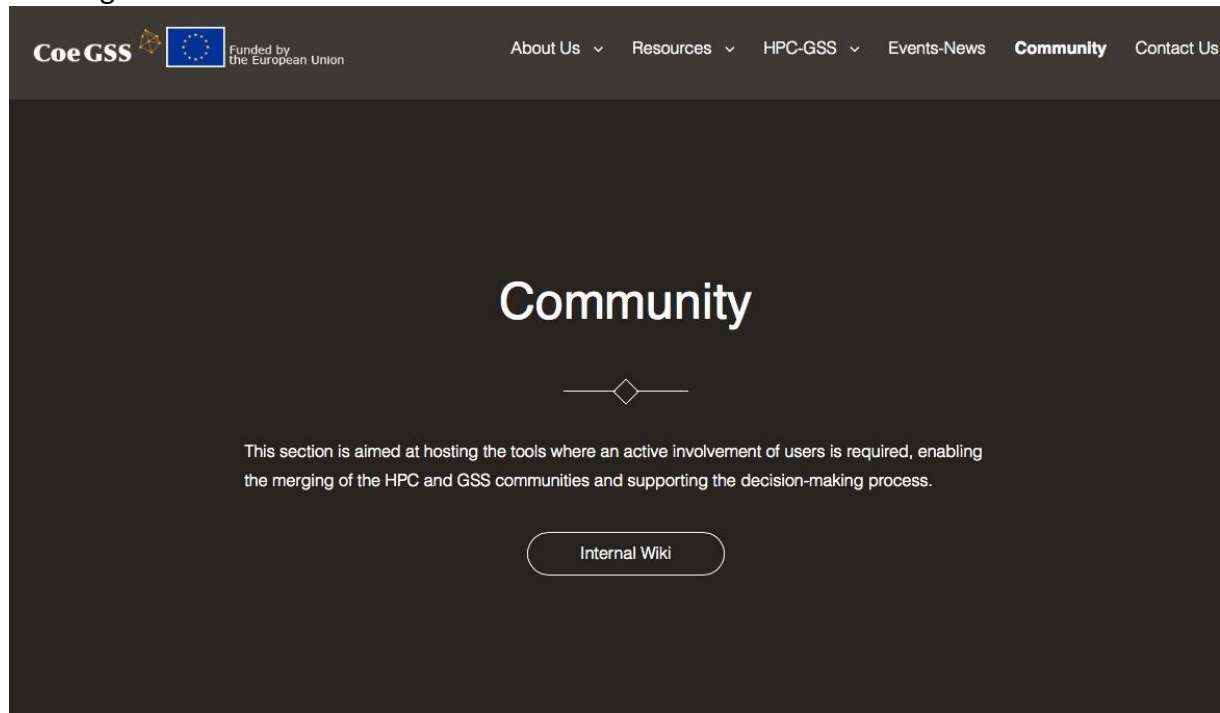 CoeGSS
Funded by
the European Union
About Us
Resources
HPC-GSS
Events-News
Community
Contact Us
Community
This section is aimed at hosting the tools where an active involvement of users is required, enabling
the merging of the HPC and GSS communities and supporting the decision-making process.
Internal Wiki